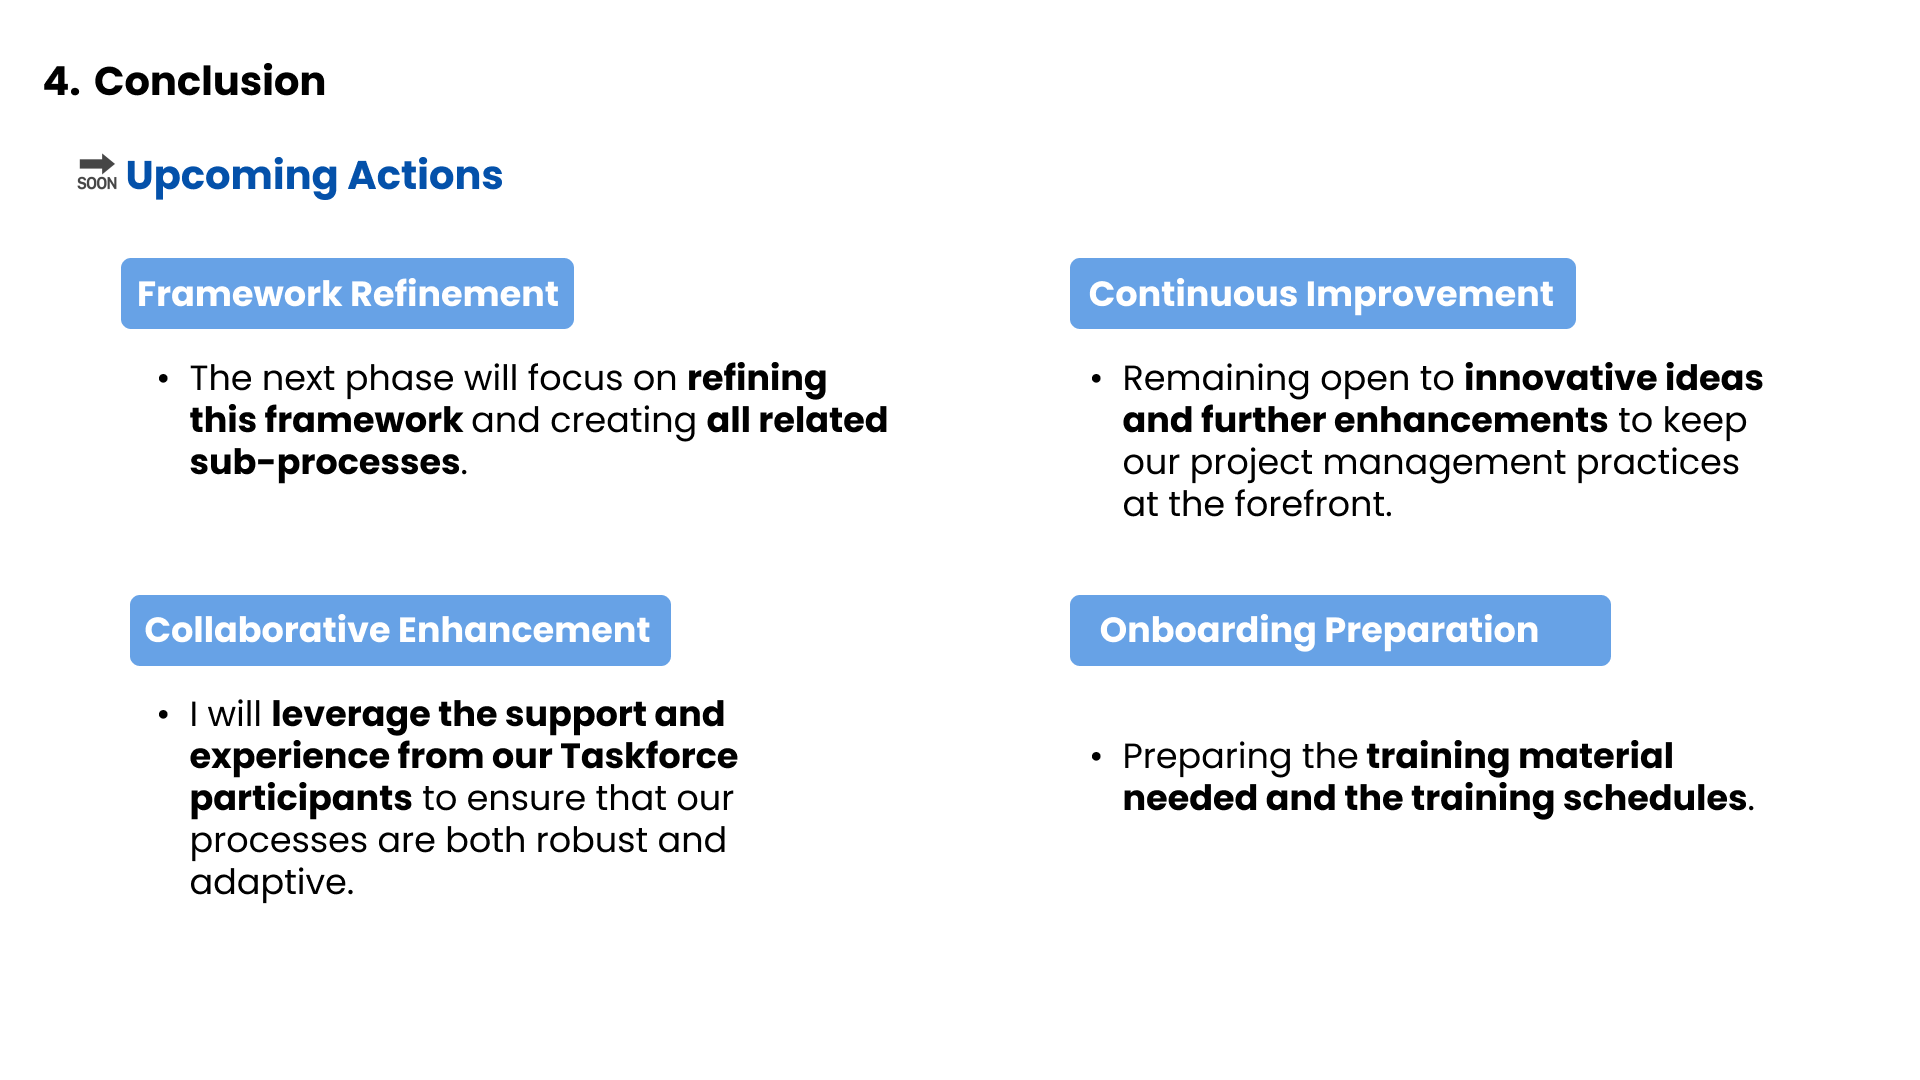 4. Conclusion
SOON Upcoming Actions
Framework Refinement
• The next phase will focus on refining
this framework and creating all related
sub-processes.
Continuous Improvement
• Remaining open to innovative ideas
and further enhancements to keep
our project management practices
at the forefront.
Collaborative Enhancement
• I will leverage the support and
experience from our Taskforce
participants to ensure that our
processes are both robust and
adaptive.
Onboarding Preparation
• Preparing the training material
needed and the training schedules.